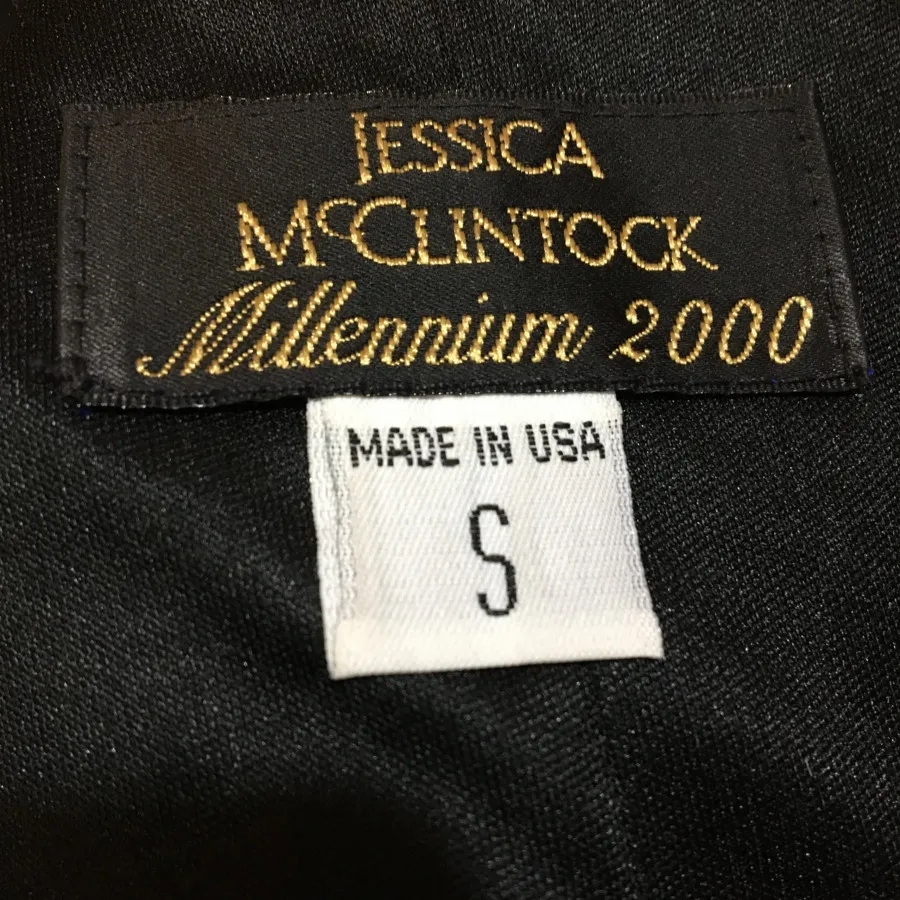 JESSICA
McCLINTOCK
Millennium 2000
MADE IN USA
S